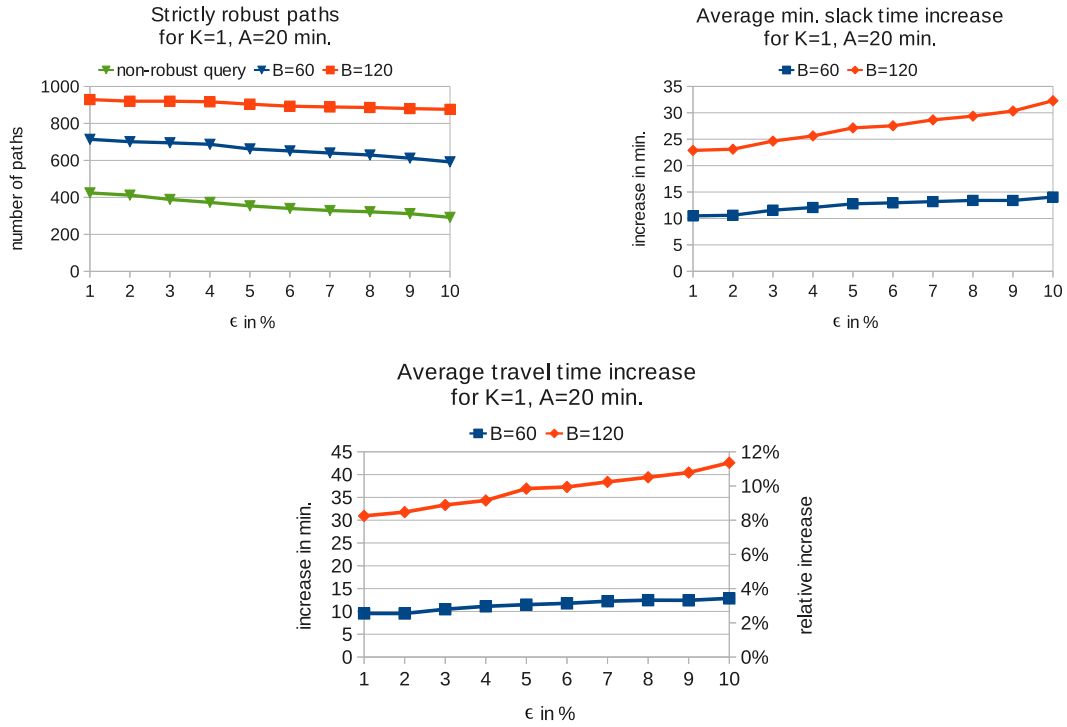 Strictly robust paths
for K=1, A=20 min.
non-robust query B=60 B=120
1000
800
600
400
200
0
number of paths
1 2 3 4 5 6 7 8 9 10
ϵ in %
Average min. slack time increase
for K=1, A=20 min.
B=60 B=120
35
30
25
20
15
10
5
0
increase in min.
1 2 3 4 5 6 7 8 9 10
ϵ in %
Average travel time increase
for K=1, A=20 min.
B=60 B=120
45
40
35
30
25
20
15
10
5
0
increase in min.
12%
10%
8%
6%
4%
2%
0%
relative increase
1 2 3 4 5 6 7 8 9 10
ϵ in %